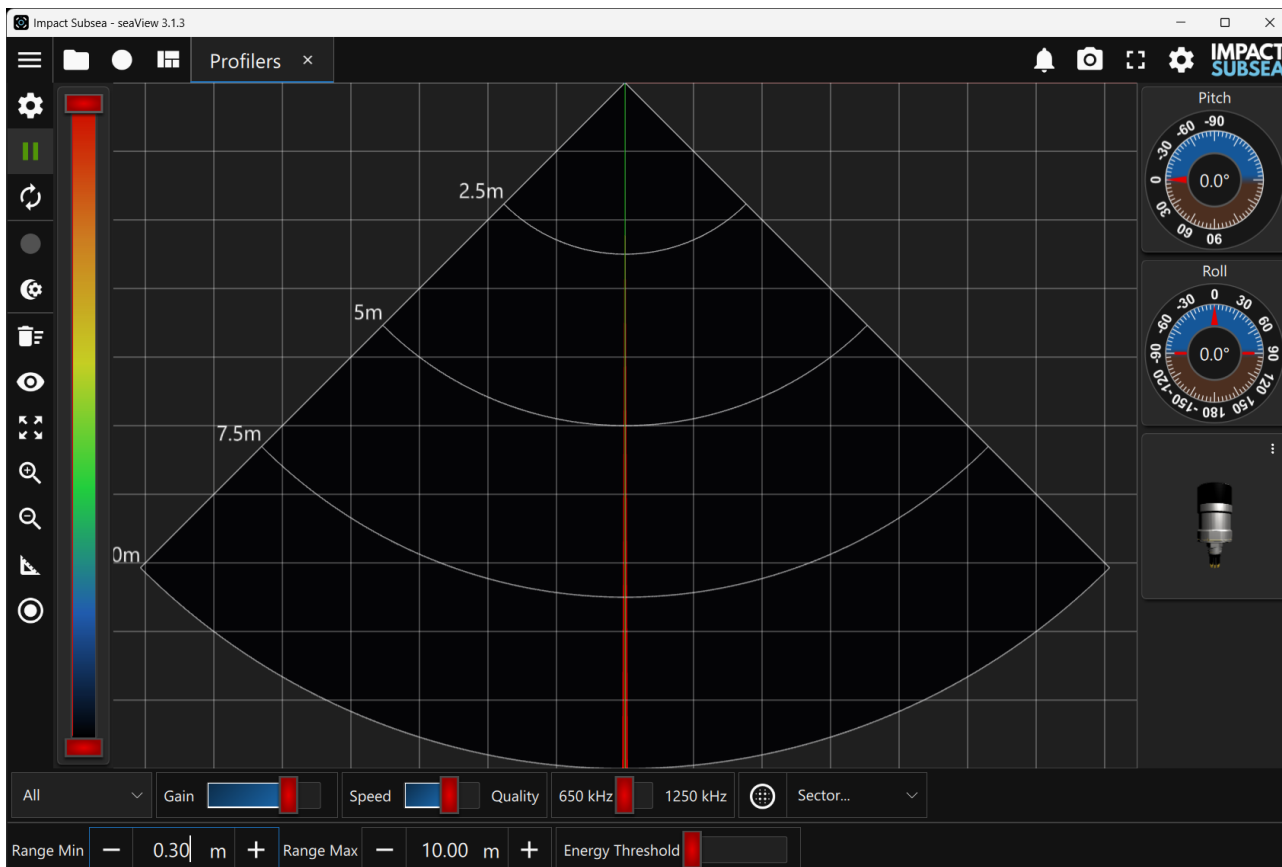 Impact Subsea - seaView 3.1.3
Profilers
IMPACT
SUBSEA
2.5m
5m
7.5m
0m
Pitch
-90
-60
-30
0
30
60
90
0.0°
Roll
0
30
60
90
120
150
180
-150
-120
-90
-60
-30
0.0°
All
Gain
Speed
Quality
650 kHz
1250 kHz
Sector...
Range Min
0.30 m
Range Max
10.00 m
Energy Threshold